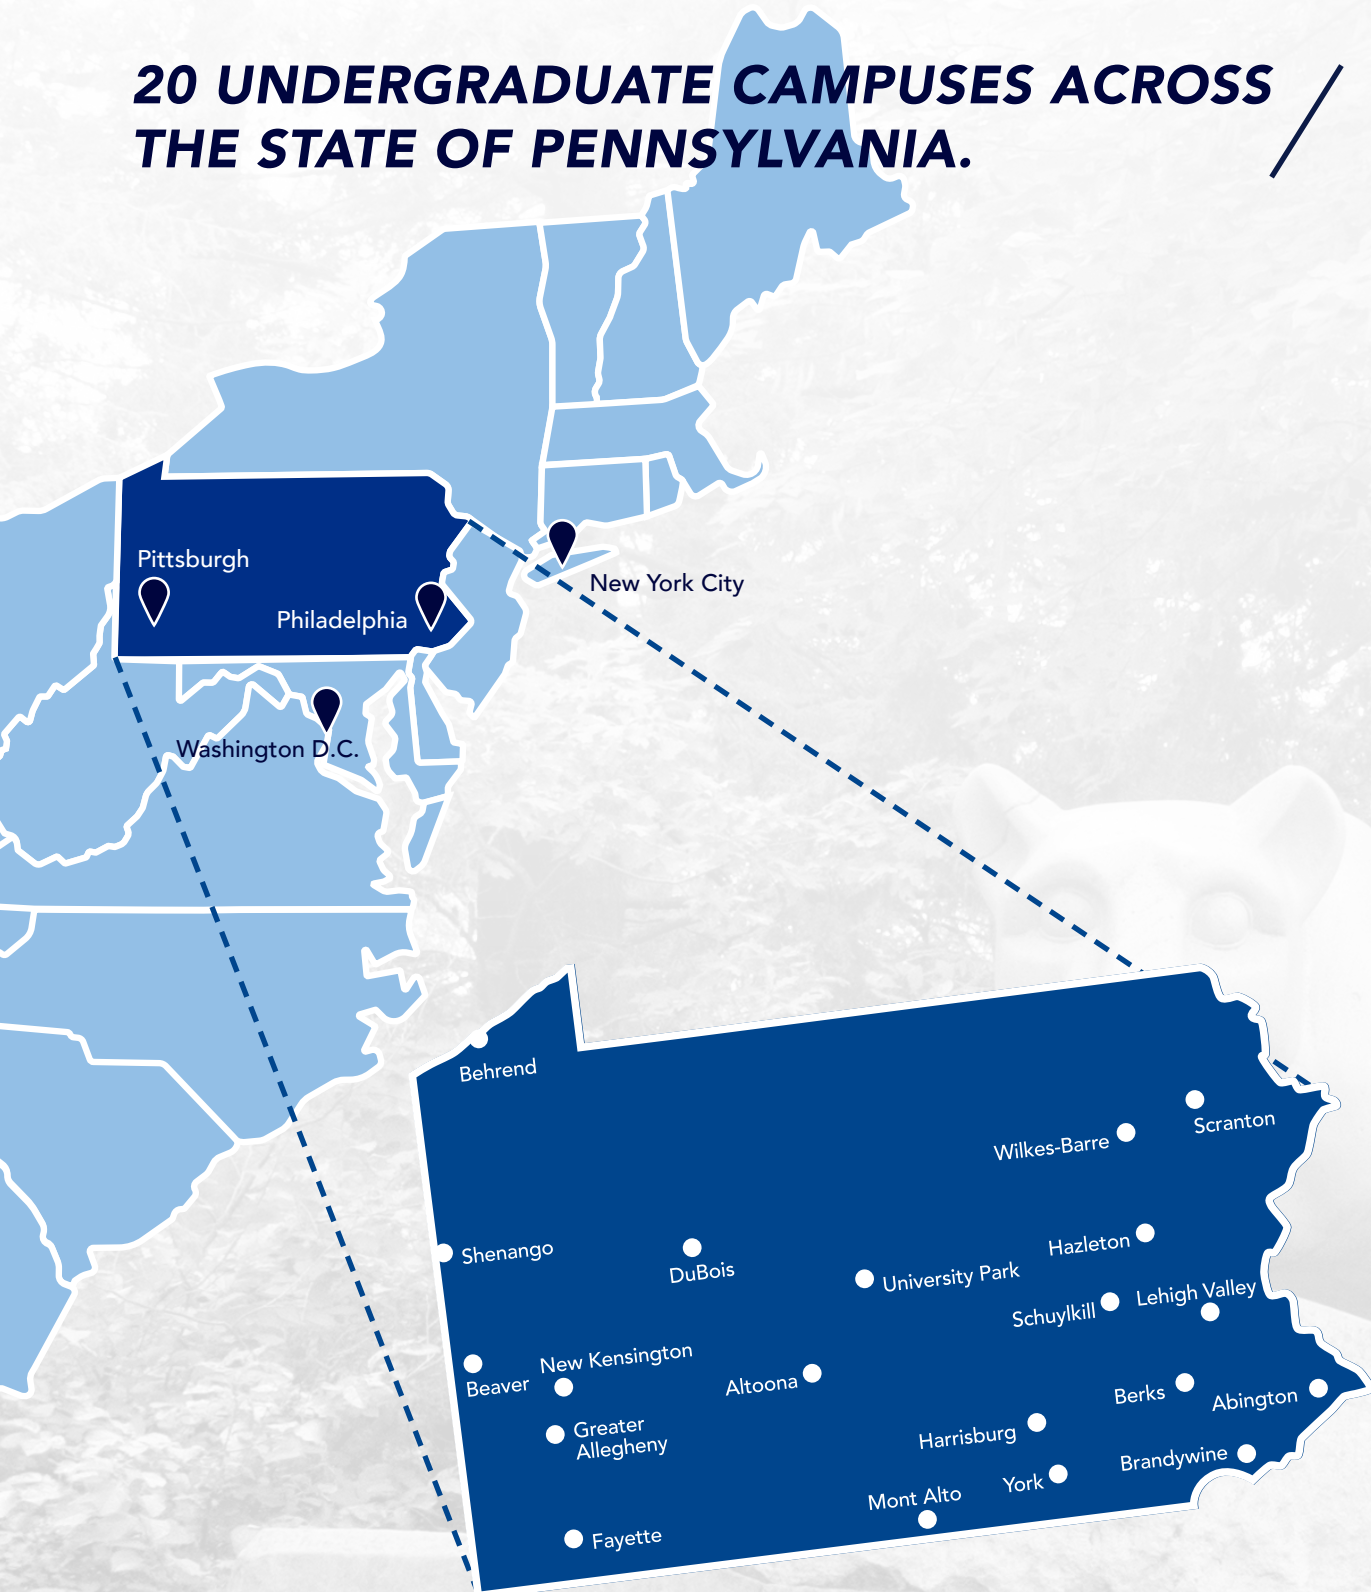 20 UNDERGRADUATE CAMPUSES ACROSS
THE STATE OF PENNSYLVANIA.
Pittsburgh
Philadelphia
New York City
Washington D.C.
Behrend
Scranton
Wilkes-Barre
Shenango
DuBois
University Park
Hazleton
Schuylkill
Lehigh Valley
Beaver
New Kensington
Altoona
Berks
Abington
Greater
Allegheny
Harrisburg
Brandywine
York
Mont Alto
Fayette